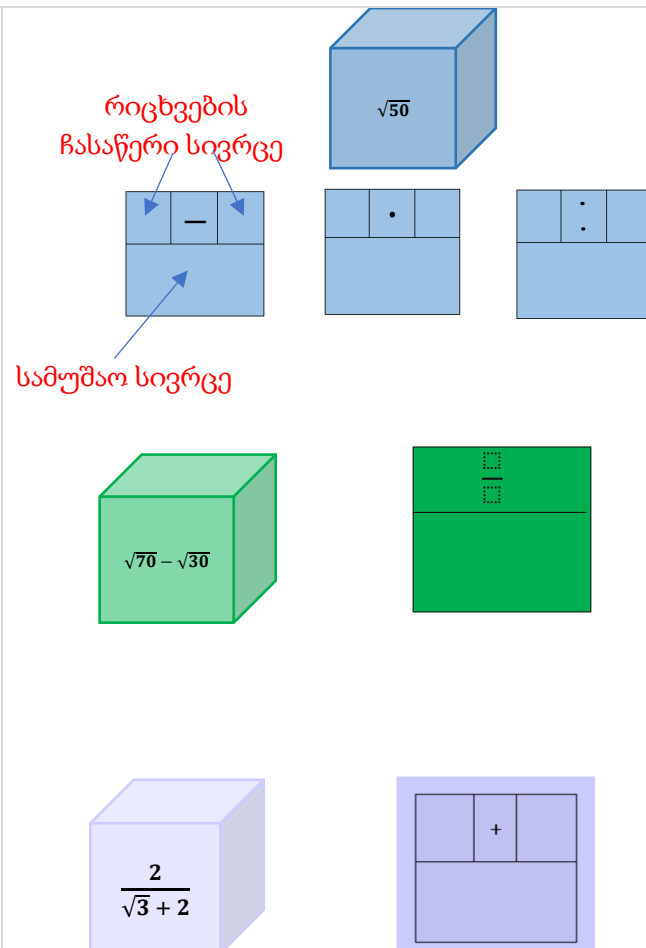 √50
რიცხვების
ჩასაწერი სივრცე
— • :
სამუშაო სივრცე
√70 − √30
2
√3 + 2
+